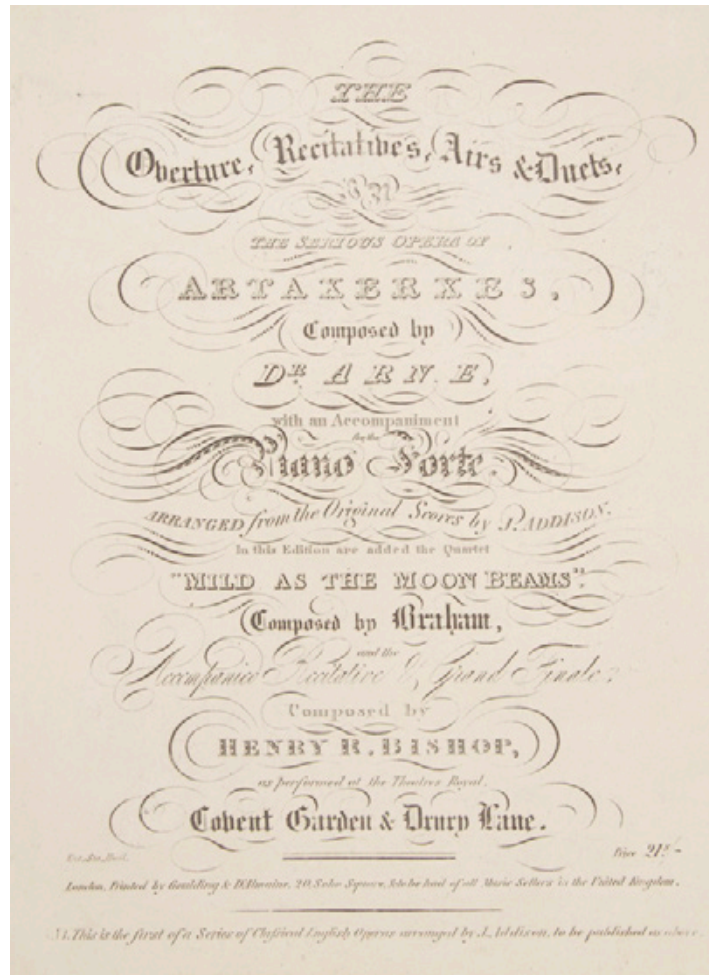 THE
Overture, Recitatives, Airs & Duets,
IN
THE SERIOUS OPERA OF
ARTAXERXES,
Composed by
DR ARNE,
with an Accompaniment
for the
Piano Forte.
ARRANGED from the Original Scores by J. ADDISON.
In this Edition are added the Quartet
"MILD AS THE MOON BEAMS".
Composed by Braham,
and the
Accompanied Recitative & Grand Finale;
Composed by
HENRY R. BISHOP,
as performed at the Theatres Royal.
Covent Garden & Drury Lane.
Ent. Sta. Hall.
Price 21/-
London, Printed by Goulding & D'Almaine, 20, Soho Square, & to be had of all Music Sellers in the United Kingdom.
This is the first of a Series of Classical English Operas arranged by J. Addison, to be published as above.